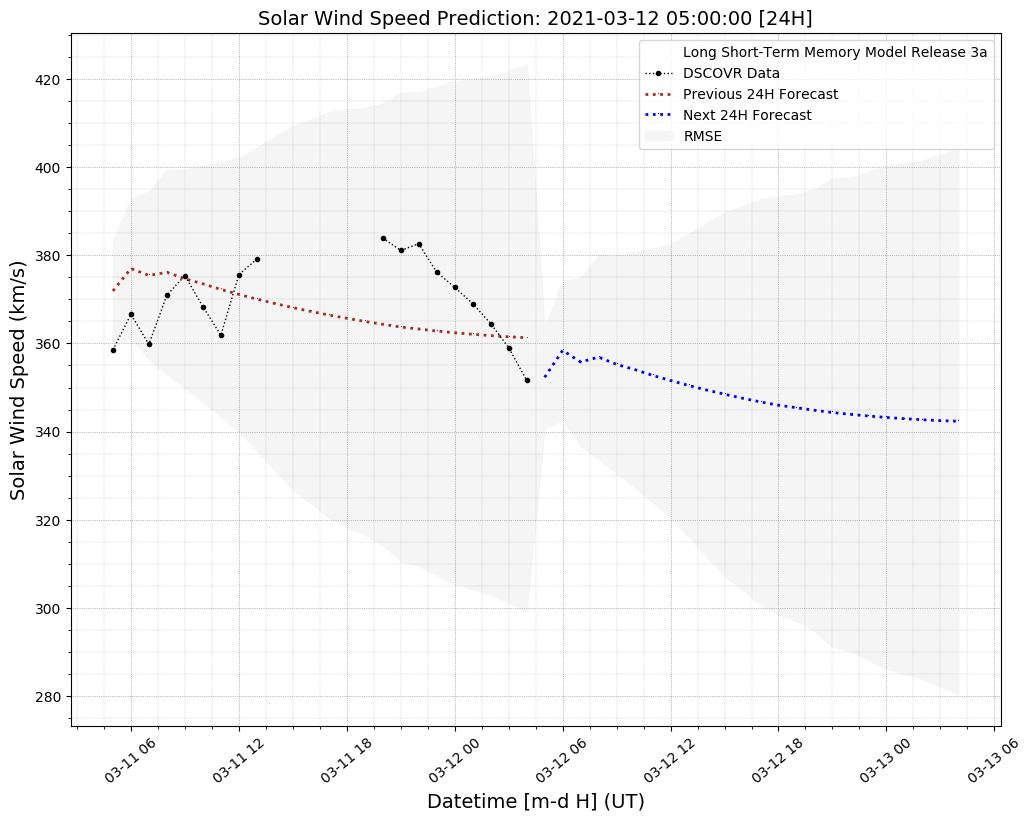 Solar Wind Speed Prediction: 2021-03-12 05:00:00 [24H]
Long Short-Term Memory Model Release 3a
DSCOVR Data
Previous 24H Forecast
Next 24H Forecast
RMSE
Solar Wind Speed (km/s)
420
400
380
360
340
320
300
280
03-11 06
03-11 12
03-11 18
03-12 00
03-12 06
03-12 12
03-12 18
03-13 00
03-13 06
Datetime [m-d H] (UT)